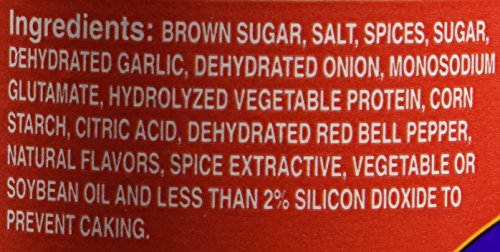 Ingredients: BROWN SUGAR, SALT, SPICES, SUGAR,
DEHYDRATED GARLIC, DEHYDRATED ONION, MONOSODIUM
GLUTAMATE, HYDROLYZED VEGETABLE PROTEIN, CORN
STARCH, CITRIC ACID, DEHYDRATED RED BELL PEPPER,
NATURAL FLAVORS, SPICE EXTRACTIVE, VEGETABLE OR
SOYBEAN OIL AND LESS THAN 2% SILICON DIOXIDE TO
PREVENT CAKING.